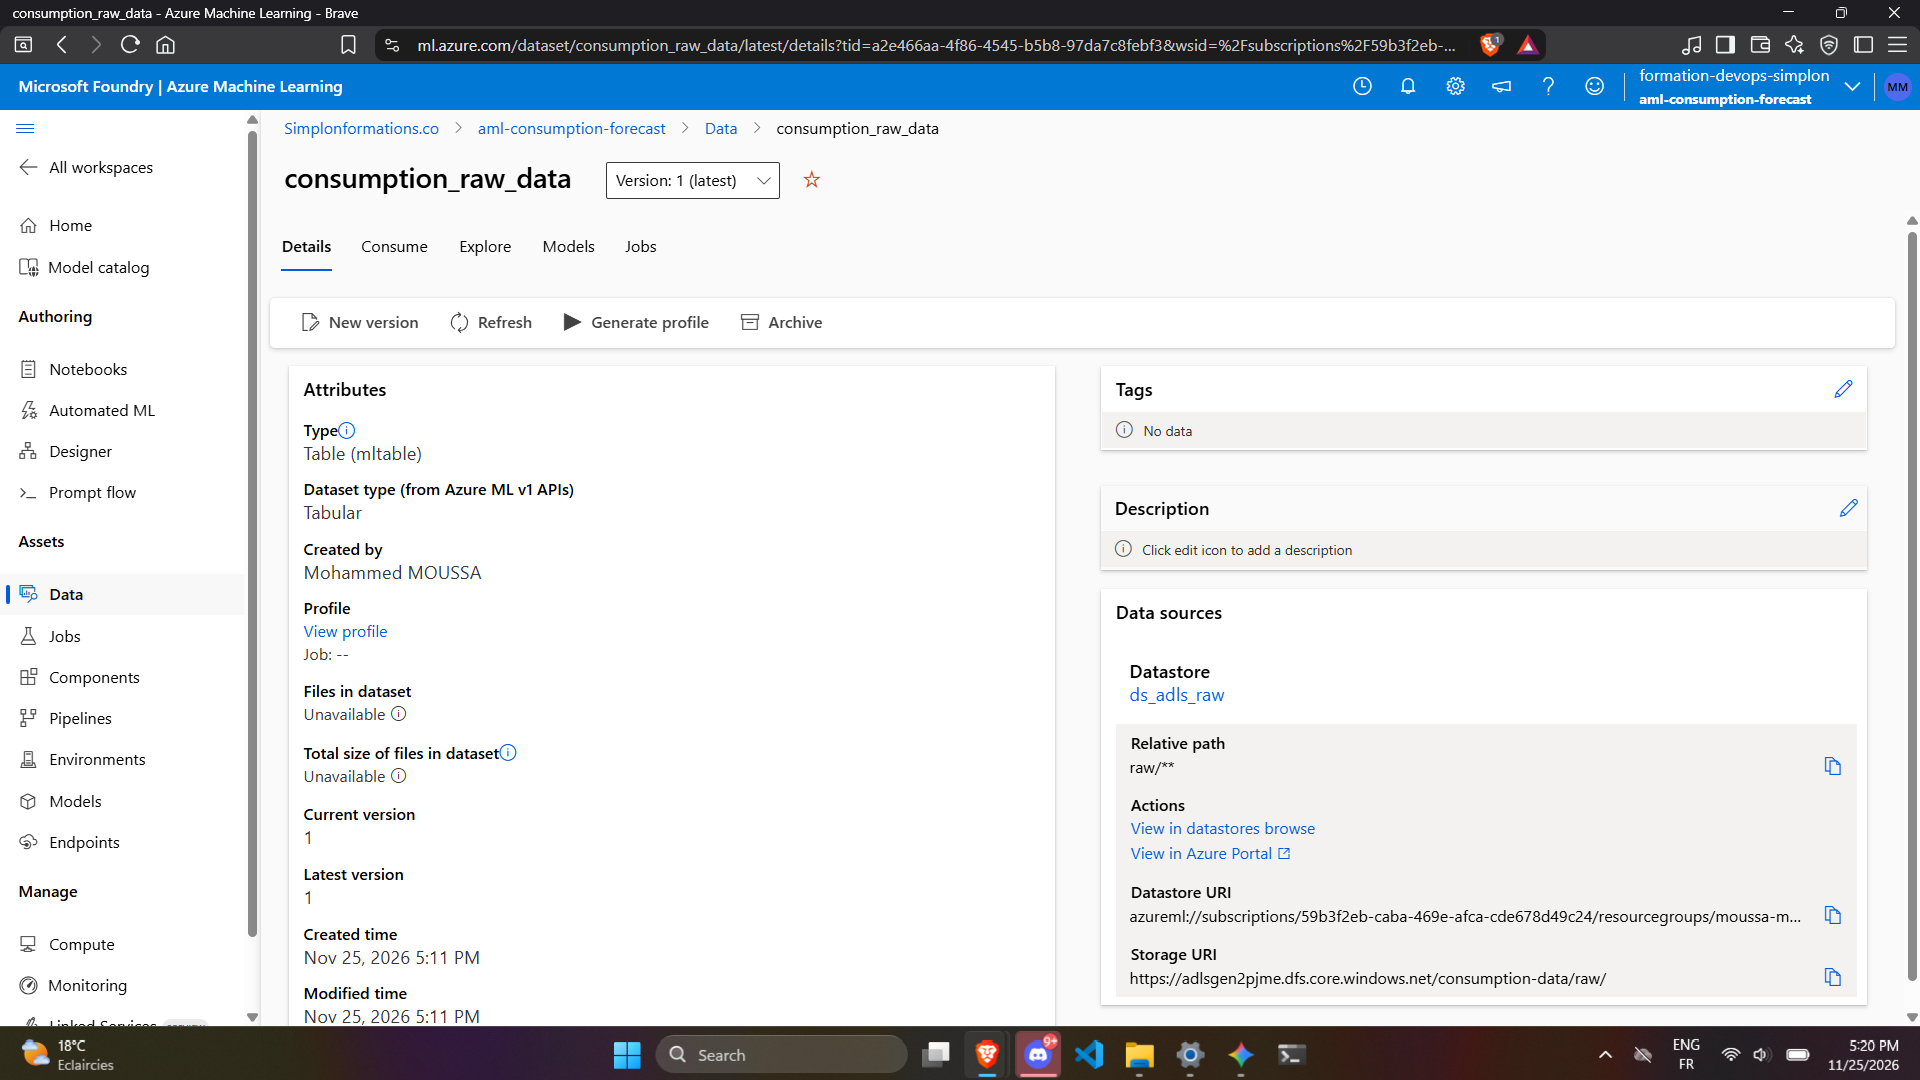 consumption_raw_data - Azure Machine Learning - Brave
ml.azure.com/dataset/consumption_raw_data/latest/details?tid=a2e466aa-4f86-4545-b5b8-97da7c8febf3&wsid=%2Fsubscriptions%2F59b3f2eb-...
1
Microsoft Foundry | Azure Machine Learning
formation-devops-simplon
aml-consumption-forecast
MM
All workspaces
Home
Model catalog
Authoring
Notebooks
Automated ML
Designer
Prompt flow
Assets
Data
Jobs
Components
Pipelines
Environments
Models
Endpoints
Manage
Compute
Monitoring
Linked Services
Simplonformations.co > aml-consumption-forecast > Data > consumption_raw_data
consumption_raw_data
Version: 1 (latest)
Details Consume Explore Models Jobs
New version Refresh Generate profile Archive
Attributes
Type
Table (mltable)
Dataset type (from Azure ML v1 APIs)
Tabular
Created by
Mohammed MOUSSA
Profile
View profile
Job: --
Files in dataset
Unavailable
Total size of files in dataset
Unavailable
Current version
1
Latest version
1
Created time
Nov 25, 2026 5:11 PM
Modified time
Nov 25, 2026 5:11 PM
Tags
No data
Description
Click edit icon to add a description
Data sources
Datastore
ds_adls_raw
Relative path
raw/**
Actions
View in datastores browse
View in Azure Portal
Datastore URI
azureml://subscriptions/59b3f2eb-caba-469e-afca-cde678d49c24/resourcegroups/moussa-m...
Storage URI
https://adlsgen2pjme.dfs.core.windows.net/consumption-data/raw/
18°C
Eclaircies
Search
9+
ENG
FR
5:20 PM
11/25/2026